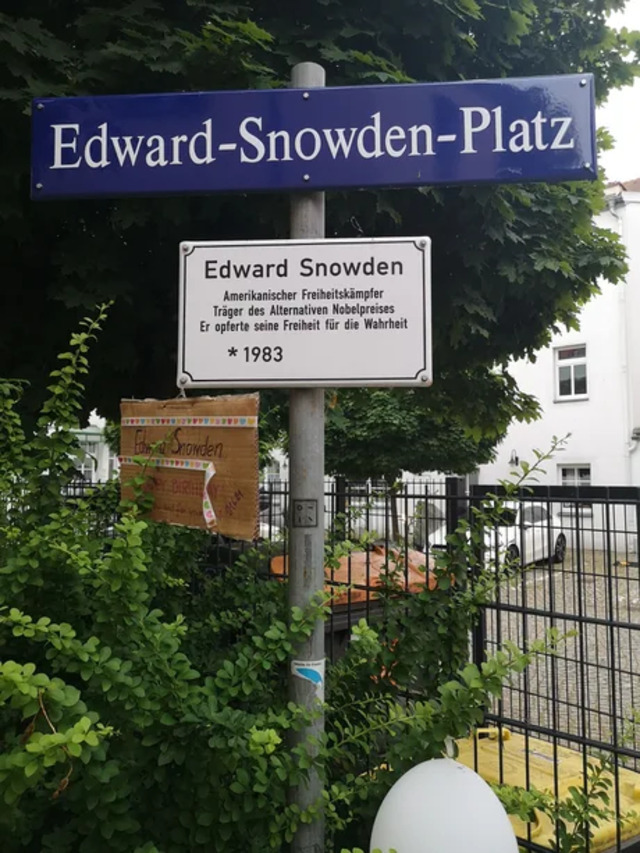 Edward-Snowden-Platz
Edward Snowden
Amerikanischer Freiheitskämpfer
Träger des Alternativen Nobelpreises
Er opferte seine Freiheit für die Wahrheit
* 1983
Edward Snowden